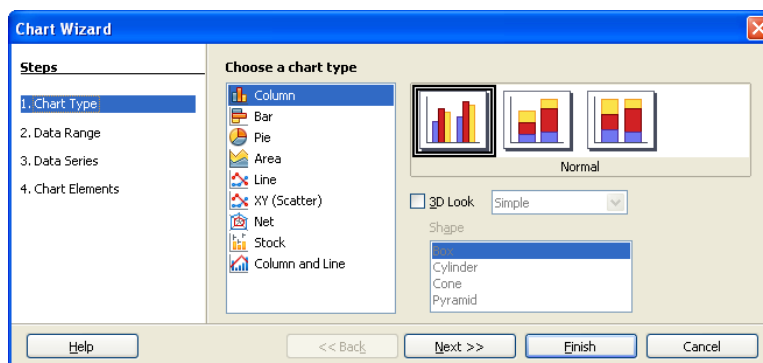 Chart Wizard
Steps
1. Chart Type
2. Data Range
3. Data Series
4. Chart Elements
Choose a chart type
Column
Bar
Pie
Area
Line
XY (Scatter)
Net
Stock
Column and Line
Normal
3D Look
Simple
Shape
Box
Cylinder
Cone
Pyramid
Help
<< Back
Next >>
Finish
Cancel